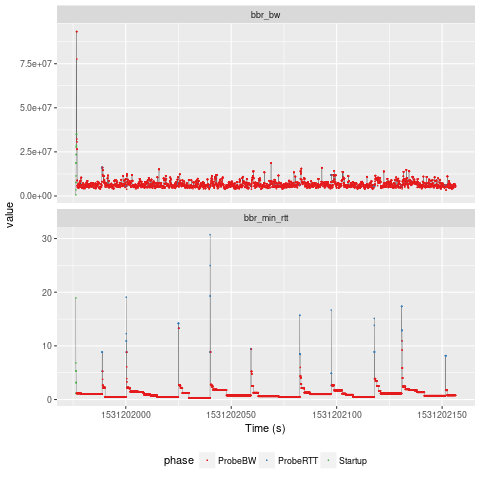 bbr_bw
7.5e+07
5.0e+07
2.5e+07
0.0e+00
value
bbr_min_rtt
30
20
10
0
1531202000 1531202050 1531202100 1531202150
Time (s)
phase ProbeBW ProbeRTT Startup